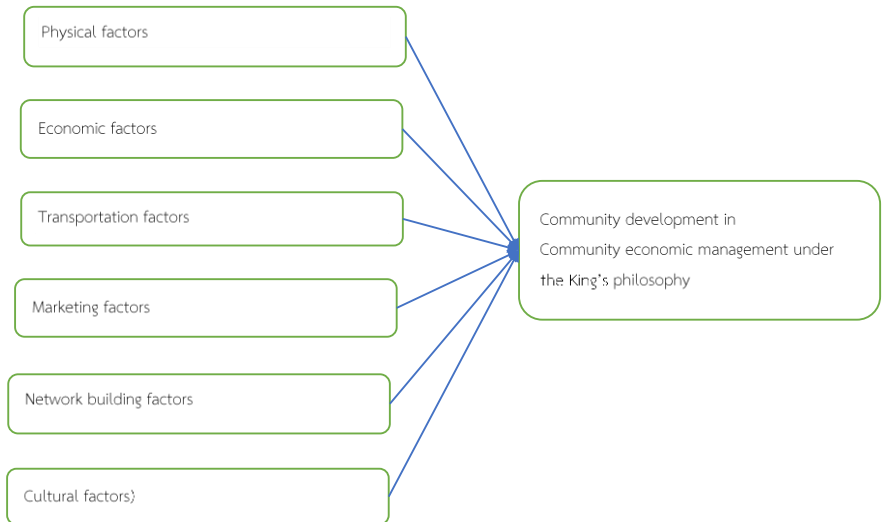 Physical factors
Economic factors
Transportation factors
Marketing factors
Network building factors
Cultural factors)
Community development in
Community economic management under
the King's philosophy